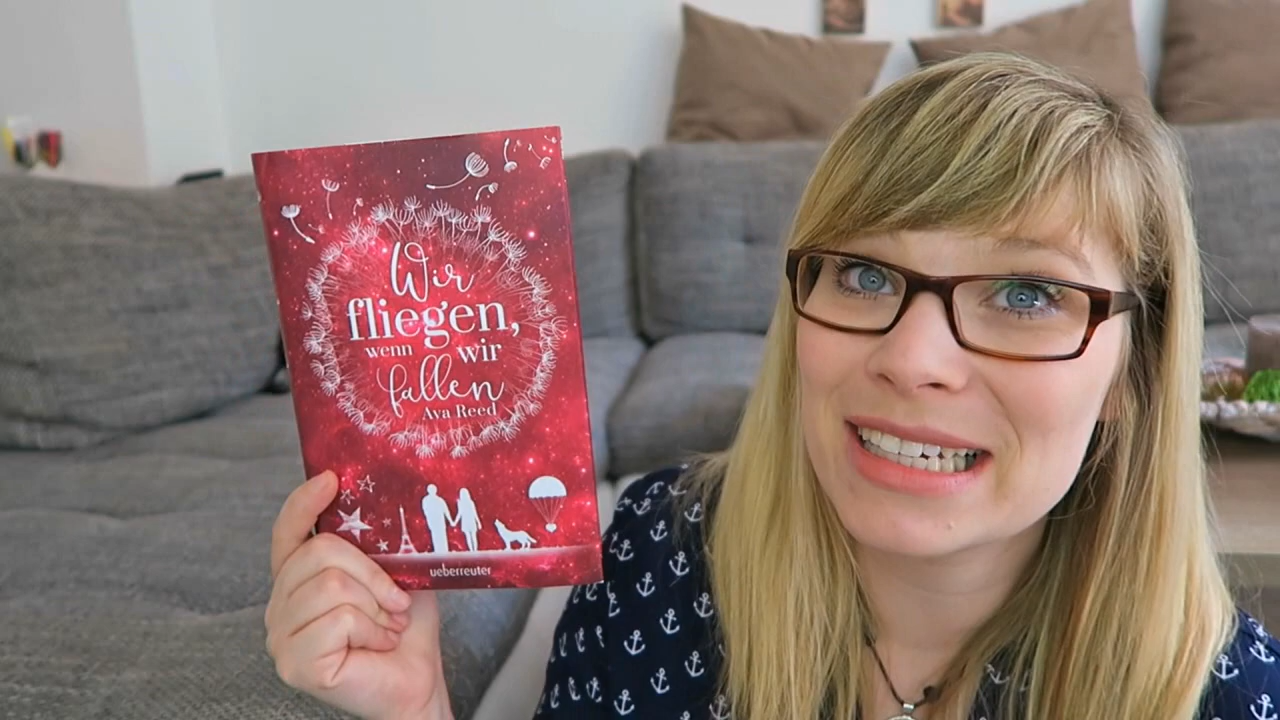 Wir
fliegen,
wenn wir
fallen
Ava Reed
ueberreuter